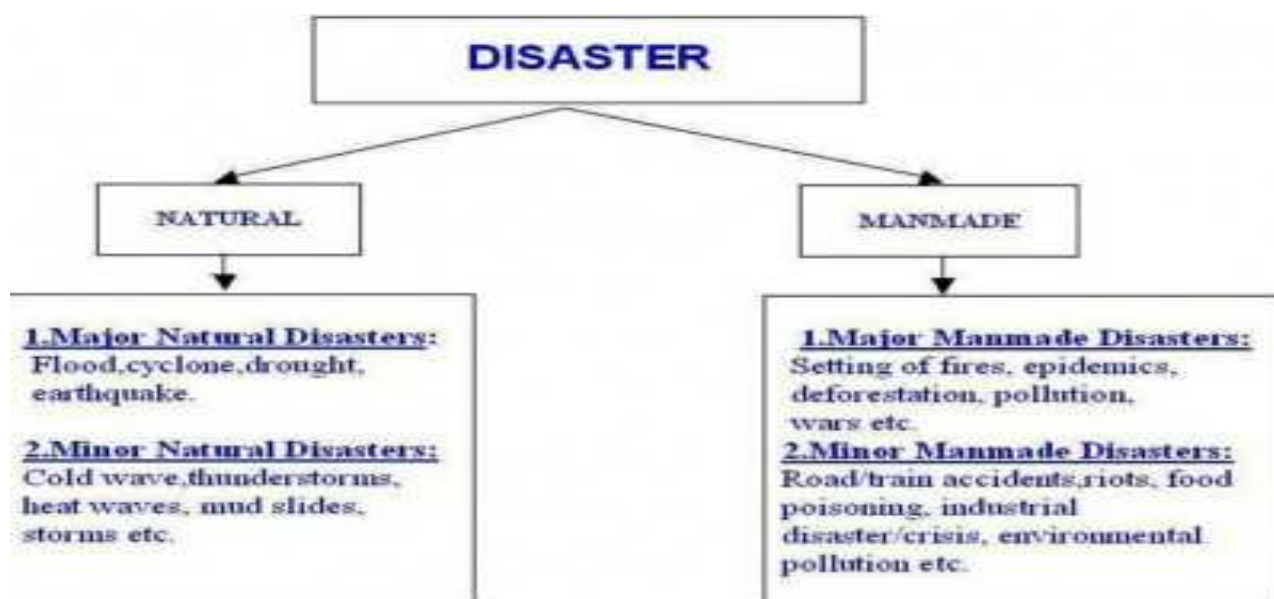 DISASTER
NATURAL
MANMADE
1.Major Natural Disasters:
Flood,cyclone,drought,
earthquake.
2.Minor Natural Disasters:
Cold wave,thunderstorms,
heat waves, mud slides,
storms etc.
1.Major Manmade Disasters:
Setting of fires, epidemics,
deforestation, pollution,
wars etc.
2.Minor Manmade Disasters:
Road/train accidents,riots, food
poisoning, industrial
disaster/crisis, environmental
pollution etc.